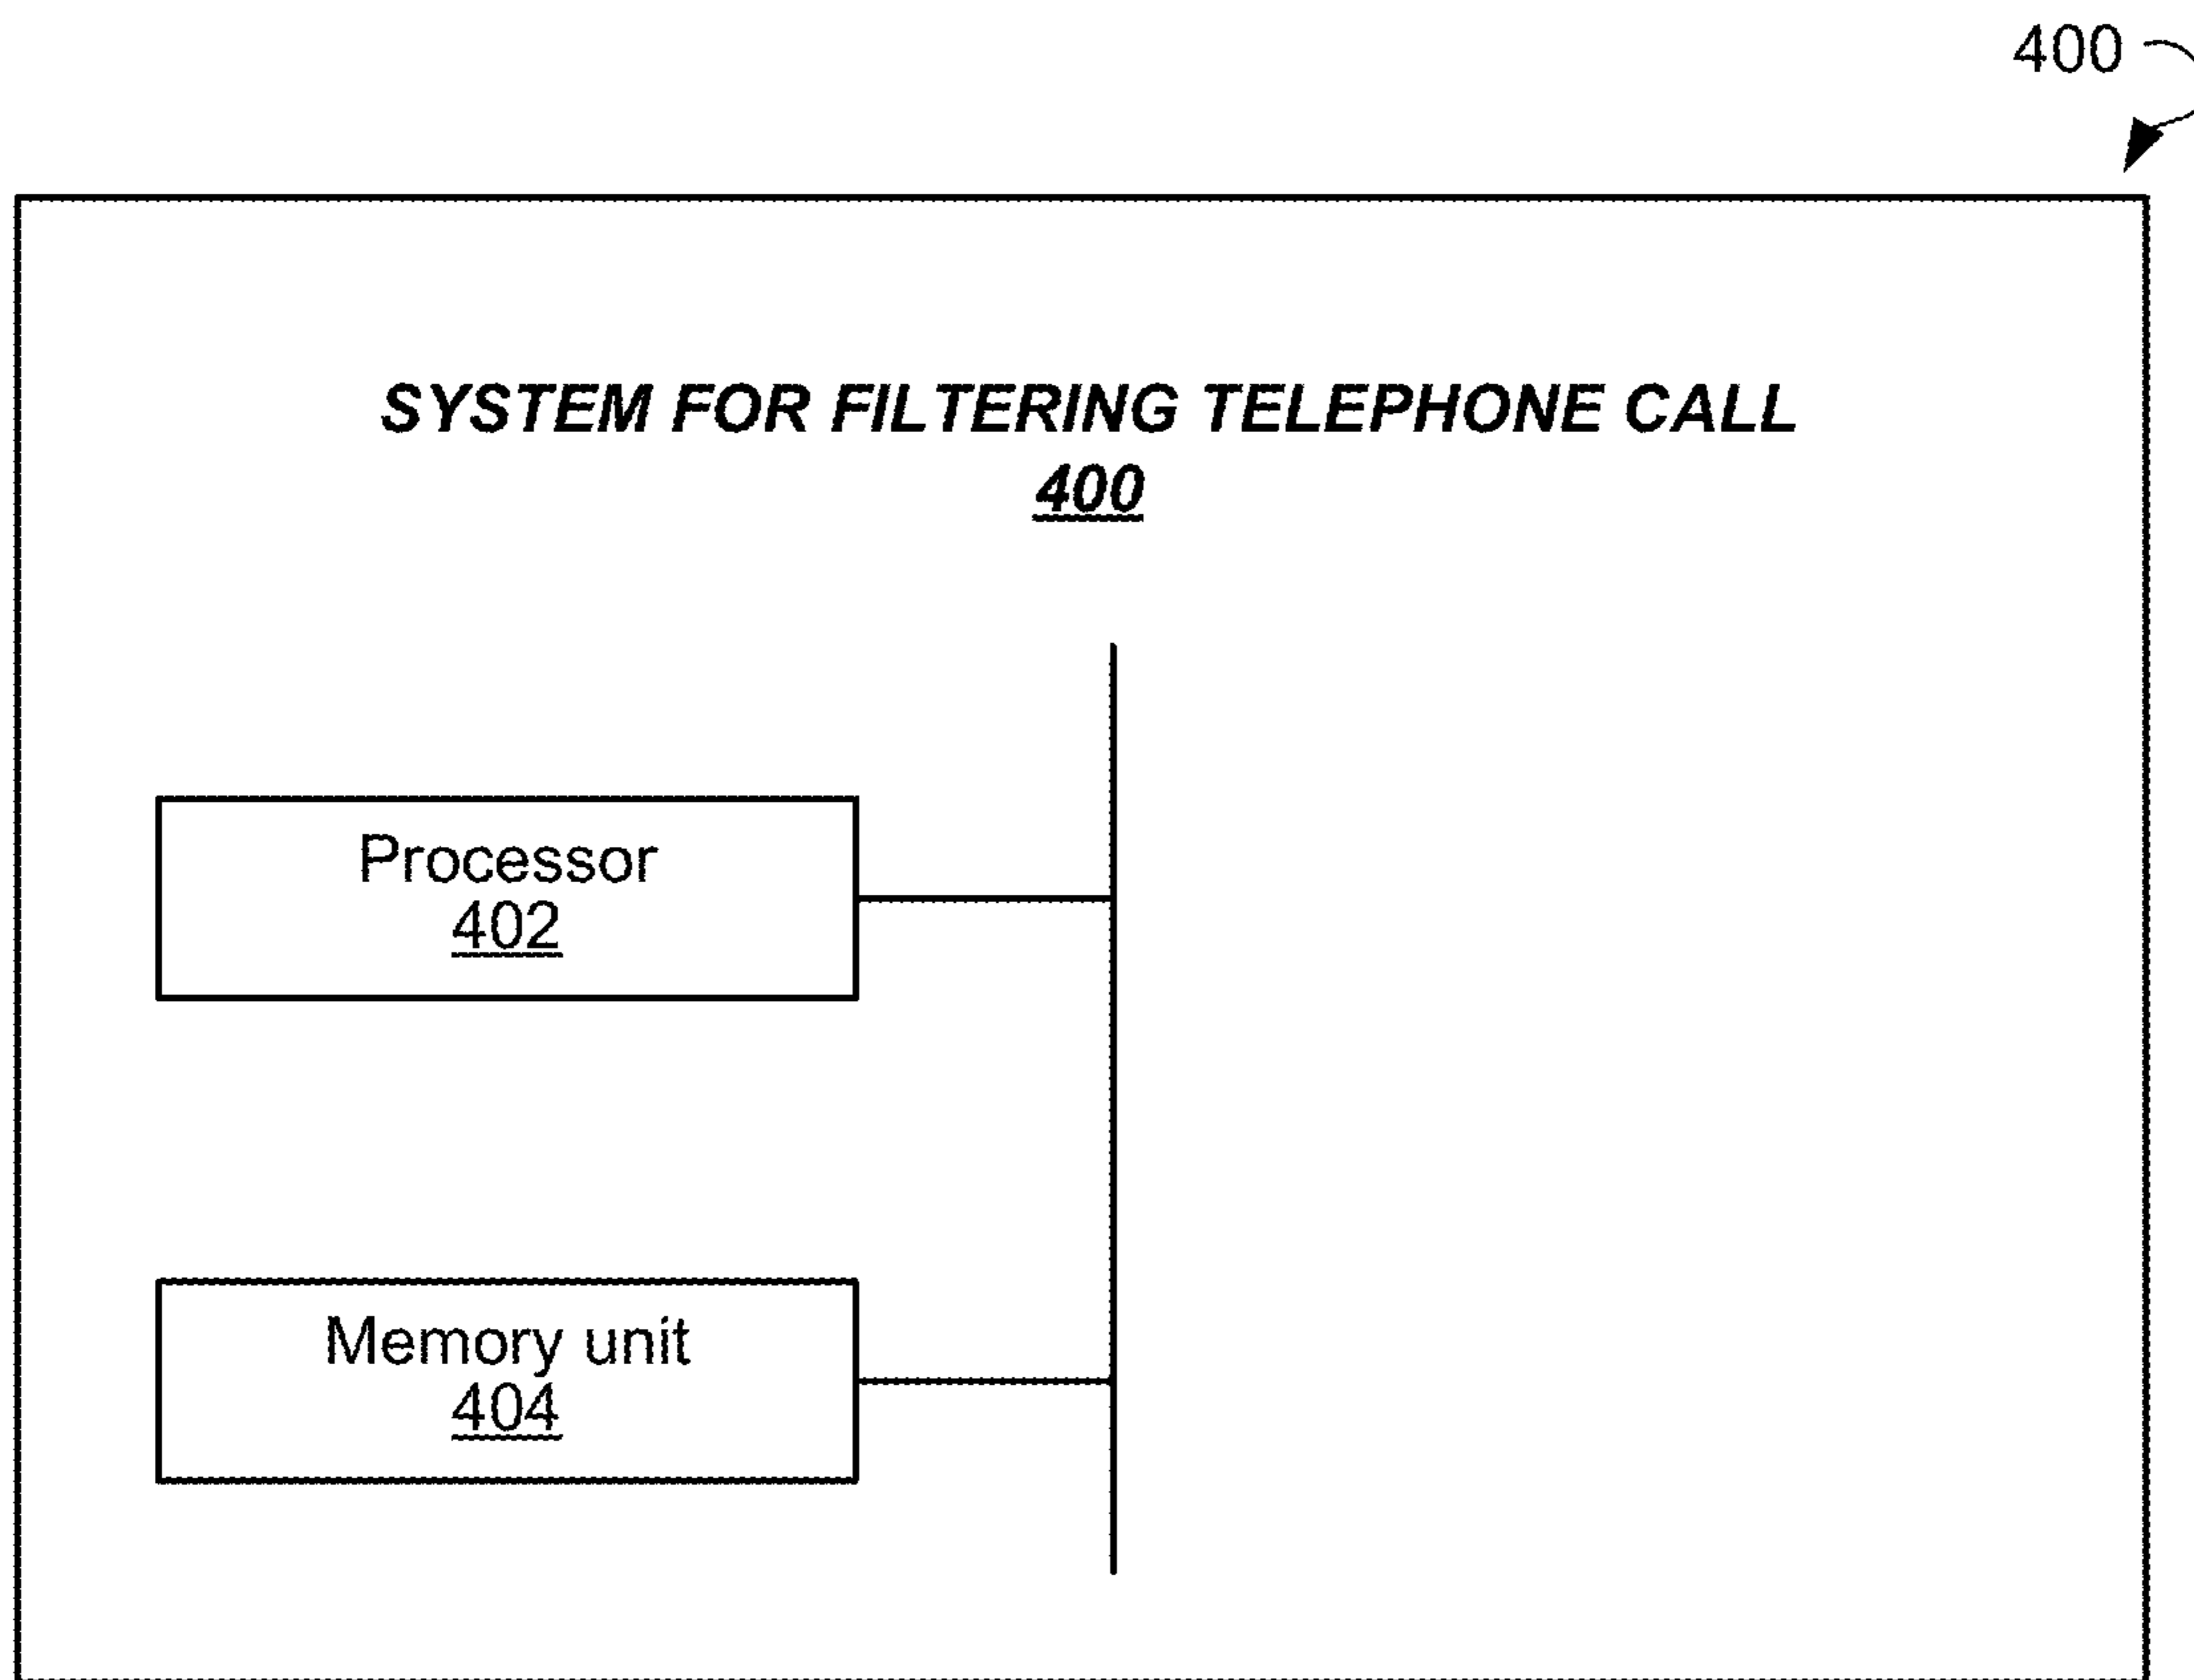 400
SYSTEM FOR FILTERING TELEPHONE CALL
400
Processor
402
Memory unit
404